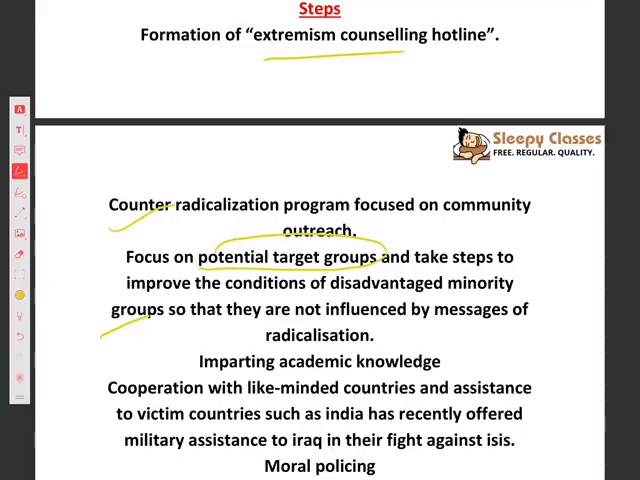 Steps
Formation of “extremism counselling hotline”.
Sleepy Classes
FREE. REGULAR. QUALITY.
Counter radicalization program focused on community
outreach.
Focus on potential target groups and take steps to
improve the conditions of disadvantaged minority
groups so that they are not influenced by messages of
radicalisation.
Imparting academic knowledge
Cooperation with like-minded countries and assistance
to victim countries such as india has recently offered
military assistance to iraq in their fight against isis.
Moral policing